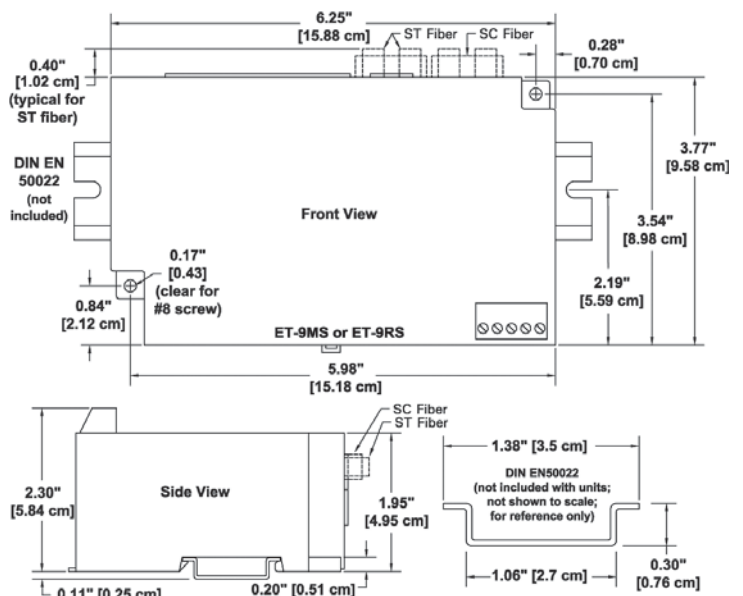 6.25"
[15.88 cm]
ST Fiber
SC Fiber
0.28"
[0.70 cm]
0.40"
[1.02 cm]
(typical for
ST fiber)
DIN EN
50022
(not
included)
Front View
3.77"
[9.58 cm]
3.54"
[8.98 cm]
2.19"
[5.59 cm]
0.17"
[0.43]
(clear for
#8 screw)
0.84"
[2.12 cm]
ET-9MS or ET-9RS
5.98"
[15.18 cm]
SC Fiber
ST Fiber
2.30"
[5.84 cm]
Side View
1.95"
[4.95 cm]
0.11" [0.25 cm]
0.20" [0.51 cm]
1.38" [3.5 cm]
DIN EN50022
(not included with units;
not shown to scale;
for reference only)
1.06" [2.7 cm]
0.30"
[0.76 cm]